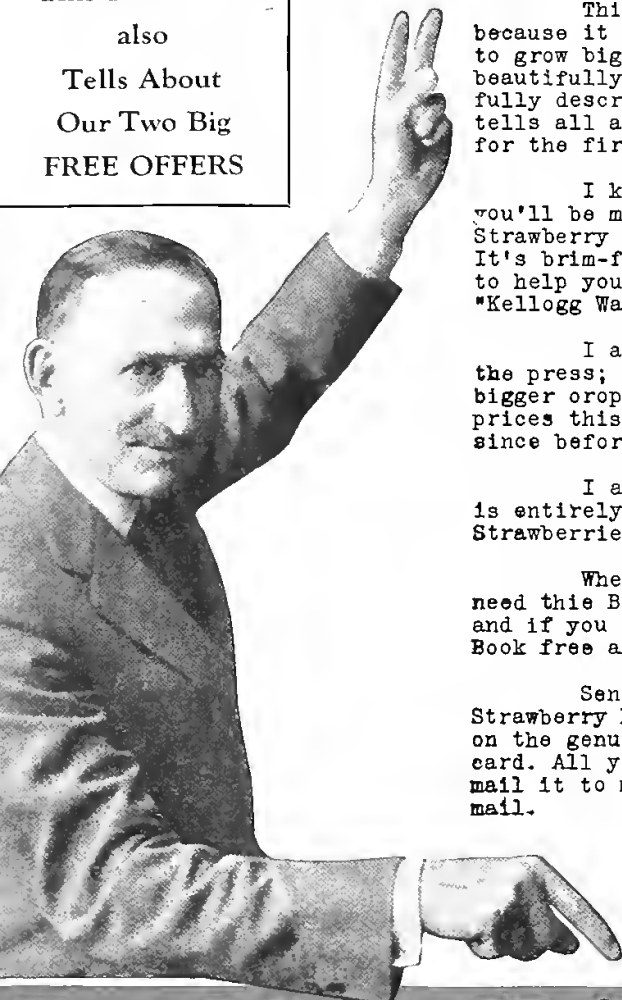 also
Tells About
Our Two Big
FREE OFFERS
Thi
because it
to grow big
beautifully
fully descr
tells all a
for the fir
I k
you'll be m
Strawberry
It's brim-f
to help you
"Kellogg Wa
I a
the press;
bigger orop
prices this
since befor
I a
is entirely
Strawberrie
Whe
need thie B
and if you
Book free a
Sen
Strawberry
on the genu
card. All y
mail it to
mail.